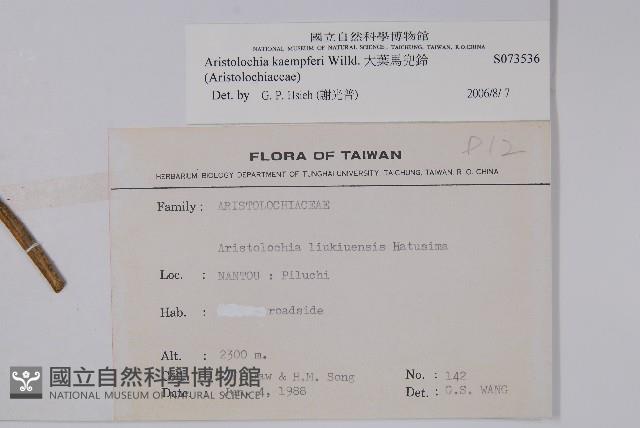 國立自然科學博物館
NATIONAL MUSEUM OF NATURAL SCIENCE, TAICHUNG, TAIWAN, R.O.CHINA
Aristolochia kaempferi Willd. 大葉馬兜鈴 S073536
(Aristolochiaceae)
Det. by G. P. Hsieh (謝光普) 2006/8/7
P12
FLORA OF TAIWAN
HERBARIUM, BIOLOGY DEPARTMENT OF TUNGHAI UNIVERSITY, TAICHUNG, TAIWAN, R. O. CHINA
Family : ARISTOLOCHIACEAE
Aristolochia liukiuensis Hatusima
Loc. : NANTOU : Piluchi
Hab. : roadside
Alt. : 2300 m.
& H.M. Song No. : 142
Date. 4, 1988 Det. : G.S. WANG
國立自然科學博物館
NATIONAL MUSEUM OF NATURAL SCIENCE